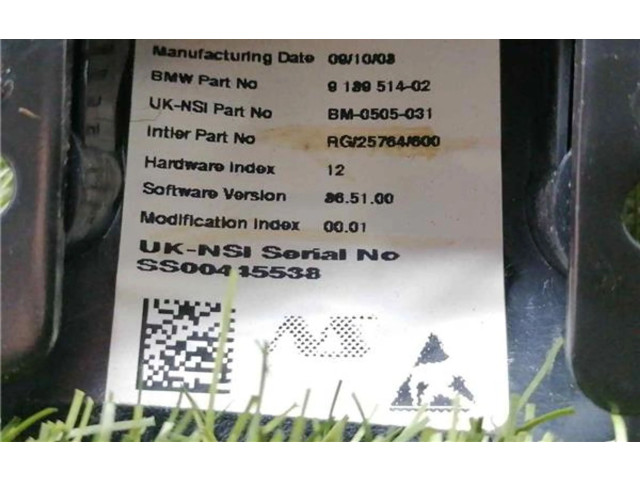 Manufacturing Date 09/10/08
BMW Part No 9 189 514-02
UK-NSI Part No BM-0505-031
Intier Part No RG/25764/600
Hardware Index 12
Software Version 86.51.00
Modification Index 00.01
UK-NSI Serial No
SS00445538
NS